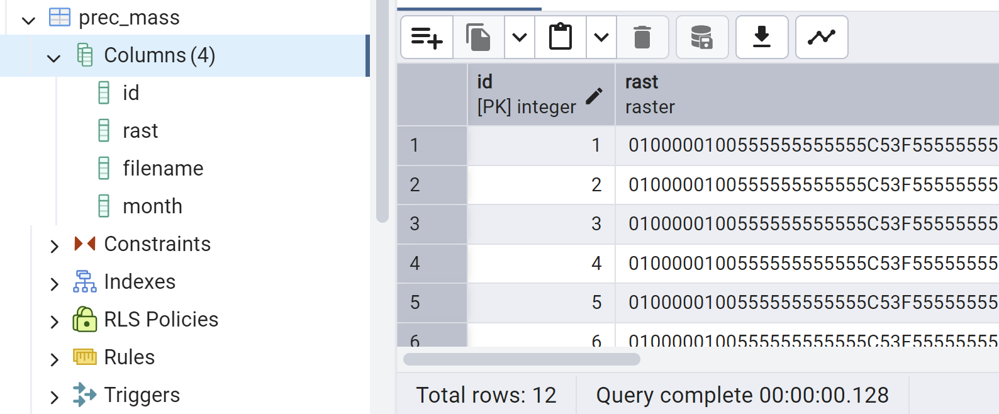 prec_mass
Columns (4)
id
rast
filename
month
Constraints
Indexes
RLS Policies
Rules
Triggers
id
[PK] integer
rast
raster
1 1 0100000100555555555555C53F55555555
2 2 0100000100555555555555C53F55555555
3 3 0100000100555555555555C53F55555555
4 4 0100000100555555555555C53F55555555
5 5 0100000100555555555555C53F55555555
6 6 0100000100555555555555C53F55555555
Total rows: 12
Query complete 00:00:00.128